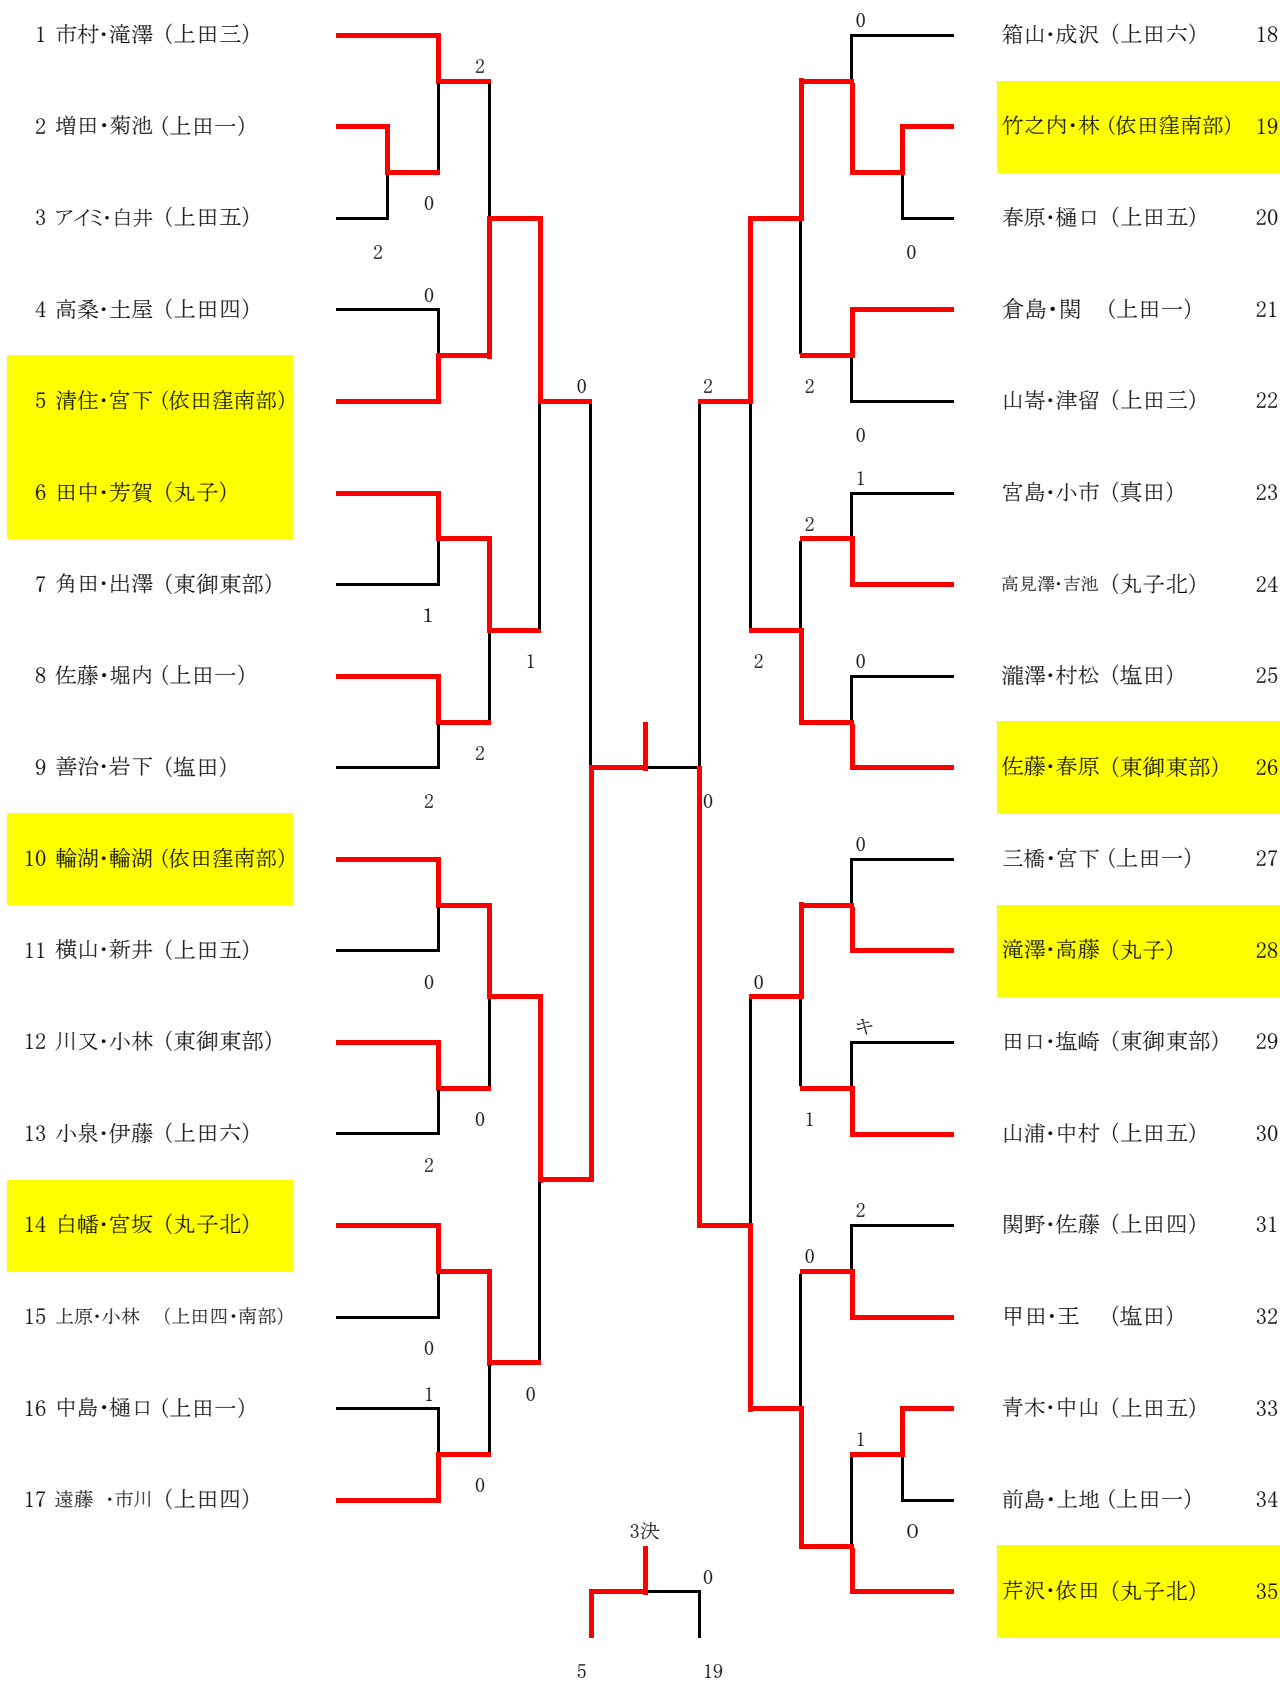 1 市村・滝澤 (上田三)
2
2 増田・菊池 (上田一)
0
3 アイミ・白井 (上田五)
2
4 高桑・土屋 (上田四)
0
5 清住・宮下 (依田窪南部)
0
6 田中・芳賀 (丸子)
7 角田・出澤 (東御東部)
1
1
8 佐藤・堀内 (上田一)
2
9 善治・岩下 (塩田)
2
10 輪湖・輪湖 (依田窪南部)
11 横山・新井 (上田五)
0
12 川又・小林 (東御東部)
0
13 小泉・伊藤 (上田六)
2
14 白幡・宮坂 (丸子北)
15 上原・小林 (上田四・南部)
0
1
0
16 中島・樋口 (上田一)
0
17 遠藤 ・市川 (上田四)
0
箱山・成沢 (上田六) 18
竹之内・林 (依田窪南部) 19
春原・樋口 (上田五) 20
0
倉島・関 (上田一) 21
2
2
山寄・津留 (上田三) 22
0
1
宮島・小市 (真田) 23
2
高見澤・吉池 (丸子北) 24
2
0
瀧澤・村松 (塩田) 25
佐藤・春原 (東御東部) 26
0
0
三橋・宮下 (上田一) 27
滝澤・高藤 (丸子) 28
0
キ
田口・塩崎 (東御東部) 29
1
山浦・中村 (上田五) 30
2
関野・佐藤 (上田四) 31
0
甲田・王 (塩田) 32
青木・中山 (上田五) 33
1
前島・上地 (上田一) 34
0
芹沢・依田 (丸子北) 35
3決
0
5 19